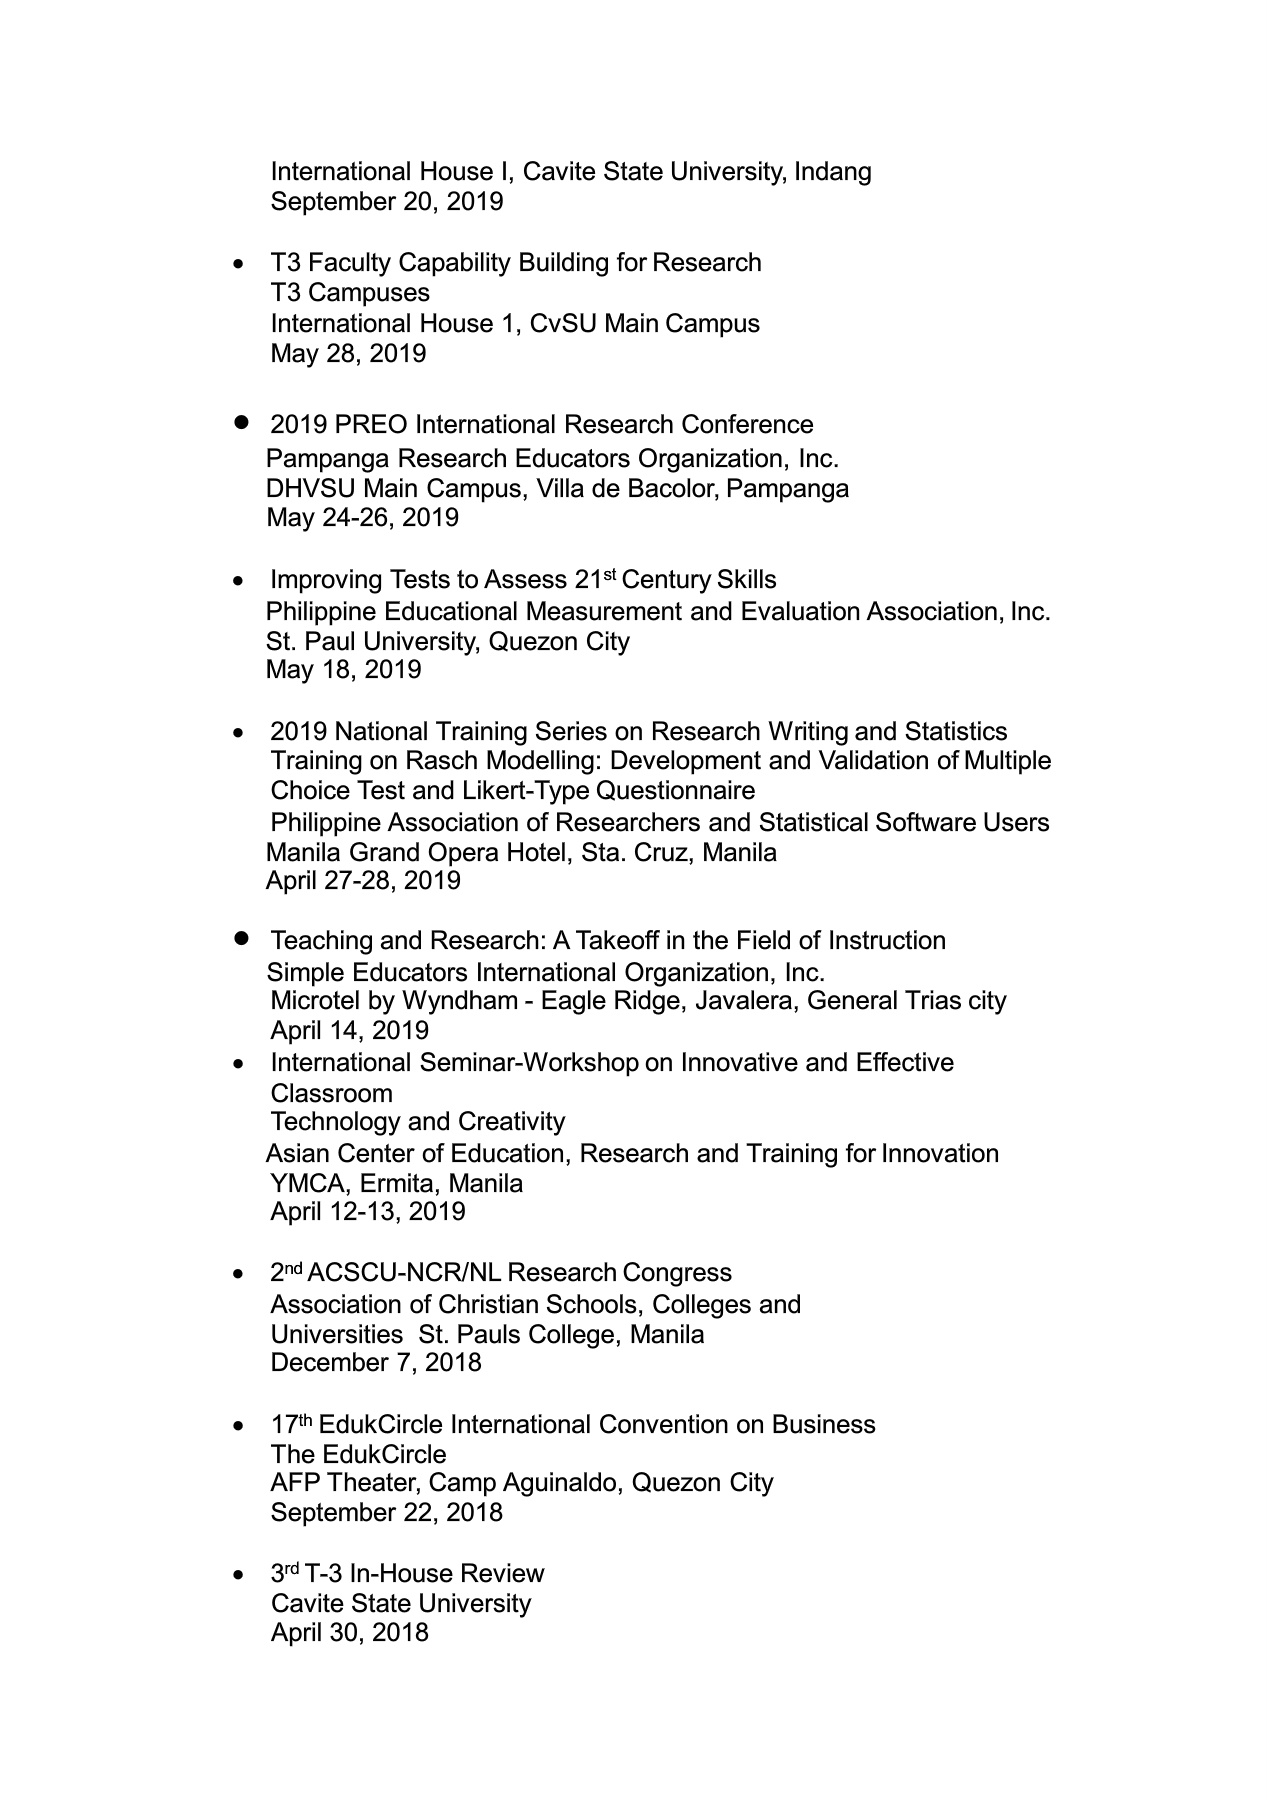 International House I, Cavite State University, Indang
September 20, 2019
• T3 Faculty Capability Building for Research
T3 Campuses
International House 1, CvSU Main Campus
May 28, 2019
• 2019 PREO International Research Conference
Pampanga Research Educators Organization, Inc.
DHVSU Main Campus, Villa de Bacolor, Pampanga
May 24-26, 2019
• Improving Tests to Assess 21st Century Skills
Philippine Educational Measurement and Evaluation Association, Inc.
St. Paul University, Quezon City
May 18, 2019
• 2019 National Training Series on Research Writing and Statistics
Training on Rasch Modelling: Development and Validation of Multiple
Choice Test and Likert-Type Questionnaire
Philippine Association of Researchers and Statistical Software Users
Manila Grand Opera Hotel, Sta. Cruz, Manila
April 27-28, 2019
• Teaching and Research: A Takeoff in the Field of Instruction
Simple Educators International Organization, Inc.
Microtel by Wyndham - Eagle Ridge, Javalera, General Trias city
April 14, 2019
• International Seminar-Workshop on Innovative and Effective
Classroom
Technology and Creativity
Asian Center of Education, Research and Training for Innovation
YMCA, Ermita, Manila
April 12-13, 2019
• 2nd ACSCU-NCR/NL Research Congress
Association of Christian Schools, Colleges and
Universities St. Pauls College, Manila
December 7, 2018
• 17th EdukCircle International Convention on Business
The EdukCircle
AFP Theater, Camp Aguinaldo, Quezon City
September 22, 2018
• 3rd T-3 In-House Review
Cavite State University
April 30, 2018